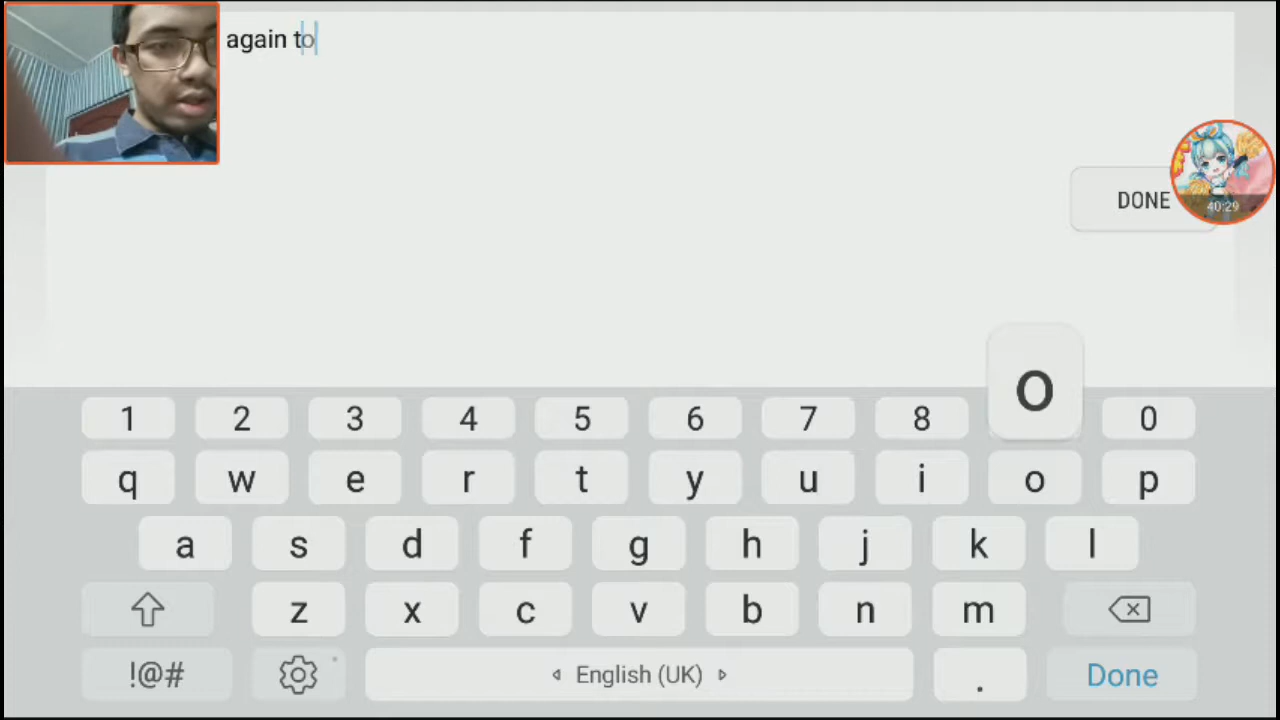 again to
DONE
40:29
o
1 2 3 4 5 6 7 8 0
q w e r t y u i o p
a s d f g h j k l
z x c v b n m
!@# English (UK) . Done